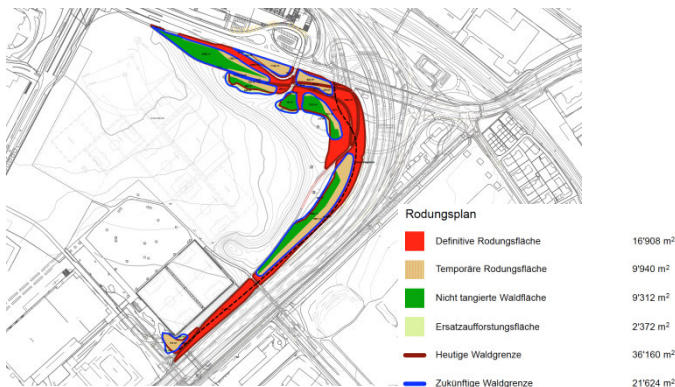 Rodungsplan
Definitive Rodungsfläche 16'908 m²
Temporäre Rodungsfläche 9'940 m²
Nicht tangierte Waldfläche 9'312 m²
Ersatzaufforstungsfläche 2'372 m²
Heutige Waldgrenze 36'160 m²
Zukünftige Waldgrenze 21'624 m²